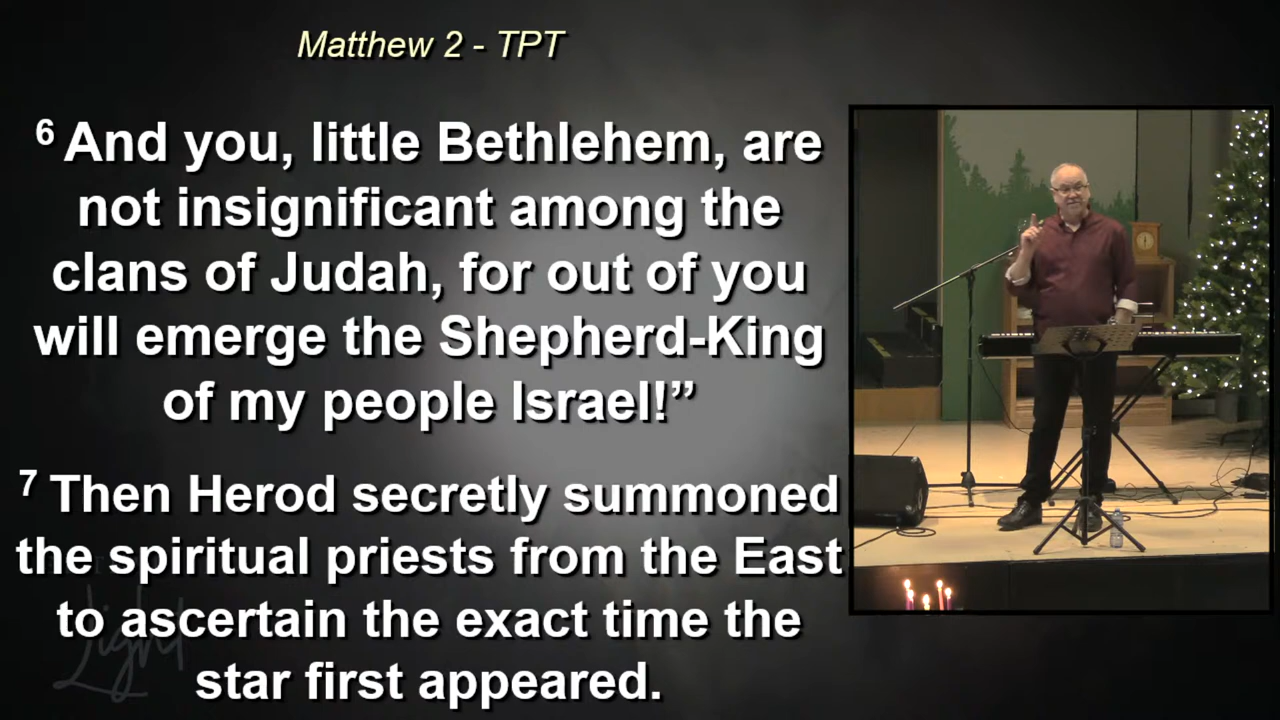 Matthew 2 - TPT
6 And you, little Bethlehem, are
not insignificant among the
clans of Judah, for out of you
will emerge the Shepherd-King
of my people Israel!”
7 Then Herod secretly summoned
the spiritual priests from the East
to ascertain the exact time the
star first appeared.
Light